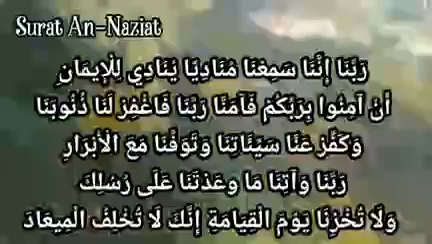 Surat An-Naziat
رَبَّنَا إِنَّنَا سَمِعْنَا مُنَادِيًا يُنَادِي لِلْإِيمَانِ
أَنْ آمِنُوا بِرَبِّكُمْ فَآمَنَّا رَبَّنَا فَاغْفِرْ لَنَا ذُنُوبَنَا
وَكَفِّرْ عَنَّا سَيِّئَاتِنَا وَتَوَفَّنَا مَعَ الْأَبْرَارِ
رَبَّنَا وَآتِنَا مَا وَعَدْتَنَا عَلَى رُسُلِكَ
وَلَا تُخْزِنَا يَوْمَ الْقِيَامَةِ إِنَّكَ لَا تُخْلِفُ الْمِيعَادَ